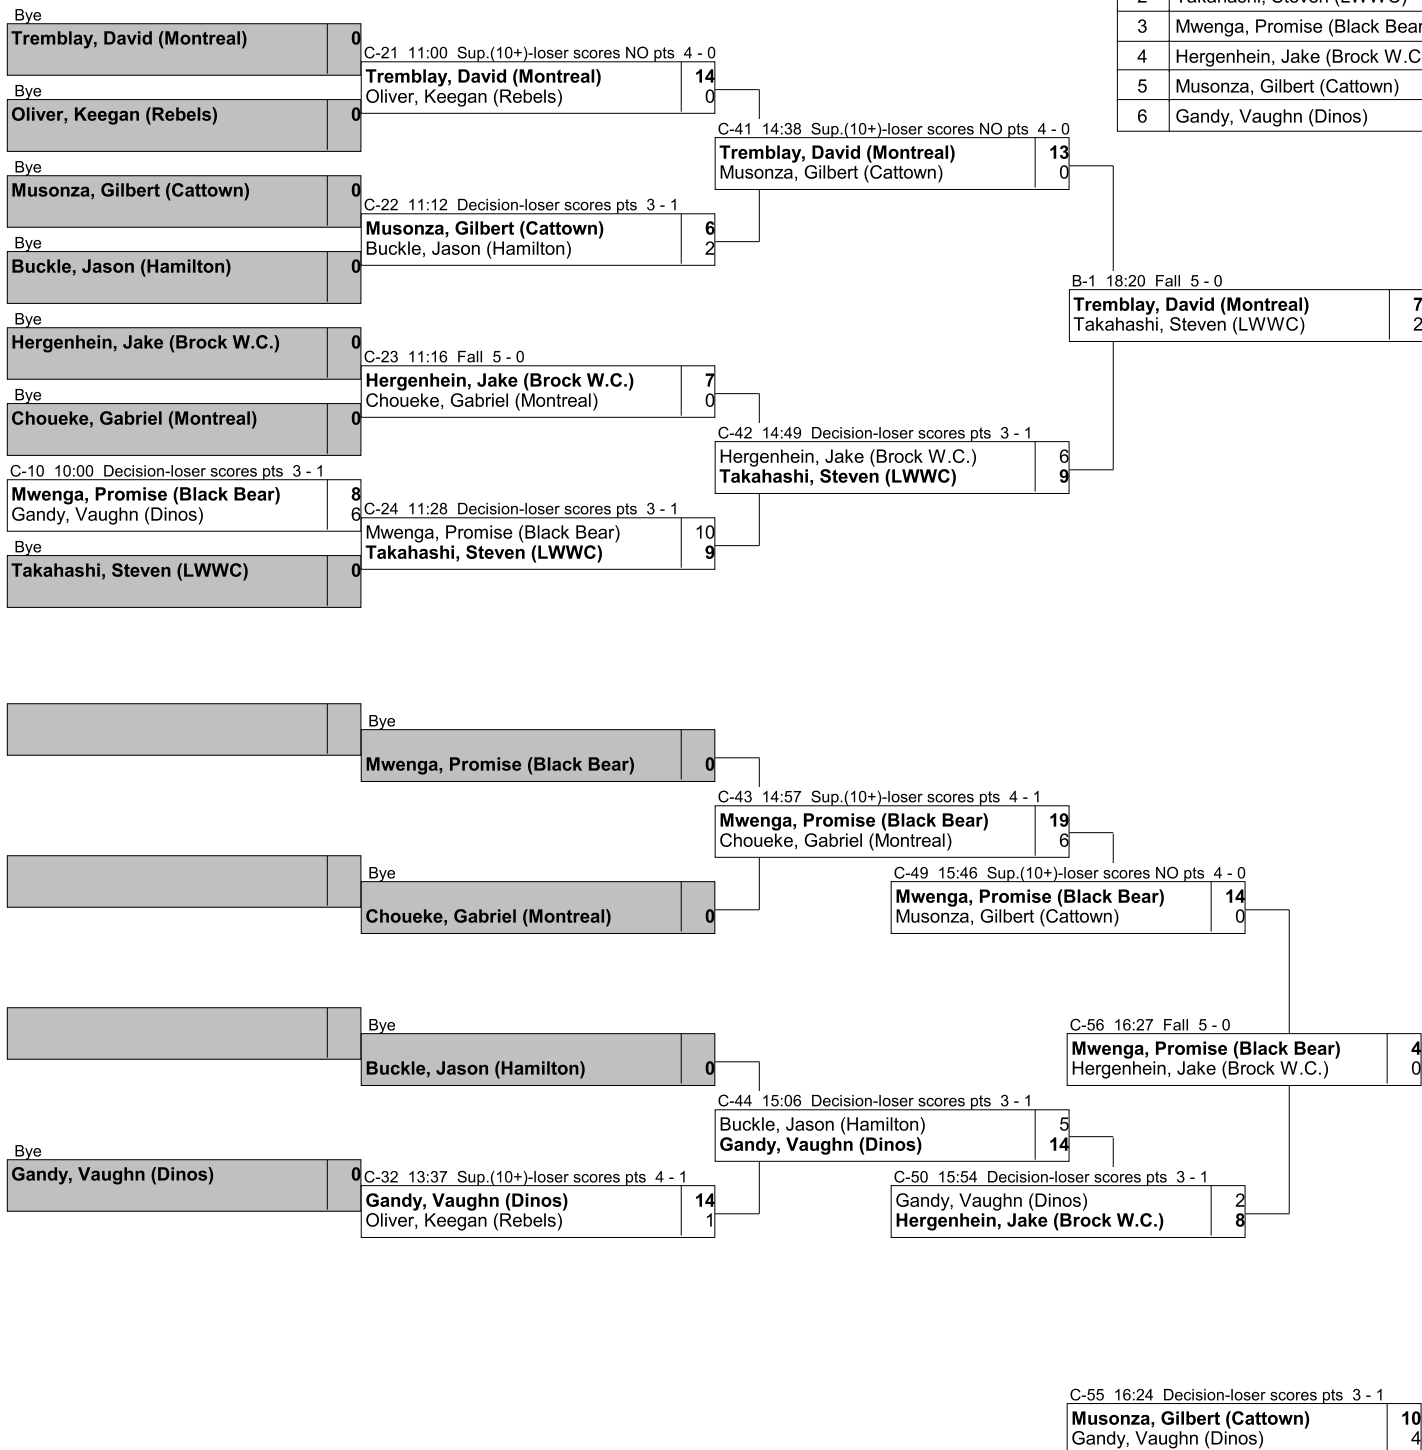 Bye
Tremblay, David (Montreal) 0
Bye
Oliver, Keegan (Rebels) 0
Bye
Musonza, Gilbert (Cattown) 0
Bye
Buckle, Jason (Hamilton) 0
Bye
Hergenhein, Jake (Brock W.C.) 0
Bye
Choueke, Gabriel (Montreal) 0
C-10 10:00 Decision-loser scores pts 3 - 1
Mwenga, Promise (Black Bear) 8
Gandy, Vaughn (Dinos) 6
Bye
Takahashi, Steven (LWWC) 0
C-21 11:00 Sup.(10+)-loser scores NO pts 4 - 0
Tremblay, David (Montreal) 14
Oliver, Keegan (Rebels) 0
C-22 11:12 Decision-loser scores pts 3 - 1
Musonza, Gilbert (Cattown) 6
Buckle, Jason (Hamilton) 2
C-23 11:16 Fall 5 - 0
Hergenhein, Jake (Brock W.C.) 7
Choueke, Gabriel (Montreal) 0
C-24 11:28 Decision-loser scores pts 3 - 1
Mwenga, Promise (Black Bear) 10
Takahashi, Steven (LWWC) 9
C-41 14:38 Sup.(10+)-loser scores NO pts 4 - 0
Tremblay, David (Montreal) 13
Musonza, Gilbert (Cattown) 0
C-42 14:49 Decision-loser scores pts 3 - 1
Hergenhein, Jake (Brock W.C.) 6
Takahashi, Steven (LWWC) 9
2 Takahashi, Steven (LWWC)
3 Mwenga, Promise (Black Bear
4 Hergenhein, Jake (Brock W.C
5 Musonza, Gilbert (Cattown)
6 Gandy, Vaughn (Dinos)
B-1 18:20 Fall 5 - 0
Tremblay, David (Montreal) 7
Takahashi, Steven (LWWC) 2
Bye
Mwenga, Promise (Black Bear) 0
Bye
Choueke, Gabriel (Montreal) 0
Bye
Buckle, Jason (Hamilton) 0
Bye
Gandy, Vaughn (Dinos) 0
C-32 13:37 Sup.(10+)-loser scores pts 4 - 1
Gandy, Vaughn (Dinos) 14
Oliver, Keegan (Rebels) 1
C-43 14:57 Sup.(10+)-loser scores pts 4 - 1
Mwenga, Promise (Black Bear) 19
Choueke, Gabriel (Montreal) 6
C-44 15:06 Decision-loser scores pts 3 - 1
Buckle, Jason (Hamilton) 5
Gandy, Vaughn (Dinos) 14
C-49 15:46 Sup.(10+)-loser scores NO pts 4 - 0
Mwenga, Promise (Black Bear) 14
Musonza, Gilbert (Cattown) 0
C-50 15:54 Decision-loser scores pts 3 - 1
Gandy, Vaughn (Dinos) 2
Hergenhein, Jake (Brock W.C.) 8
C-56 16:27 Fall 5 - 0
Mwenga, Promise (Black Bear) 4
Hergenhein, Jake (Brock W.C.) 0
C-55 16:24 Decision-loser scores pts 3 - 1
Musonza, Gilbert (Cattown) 10
Gandy, Vaughn (Dinos) 4